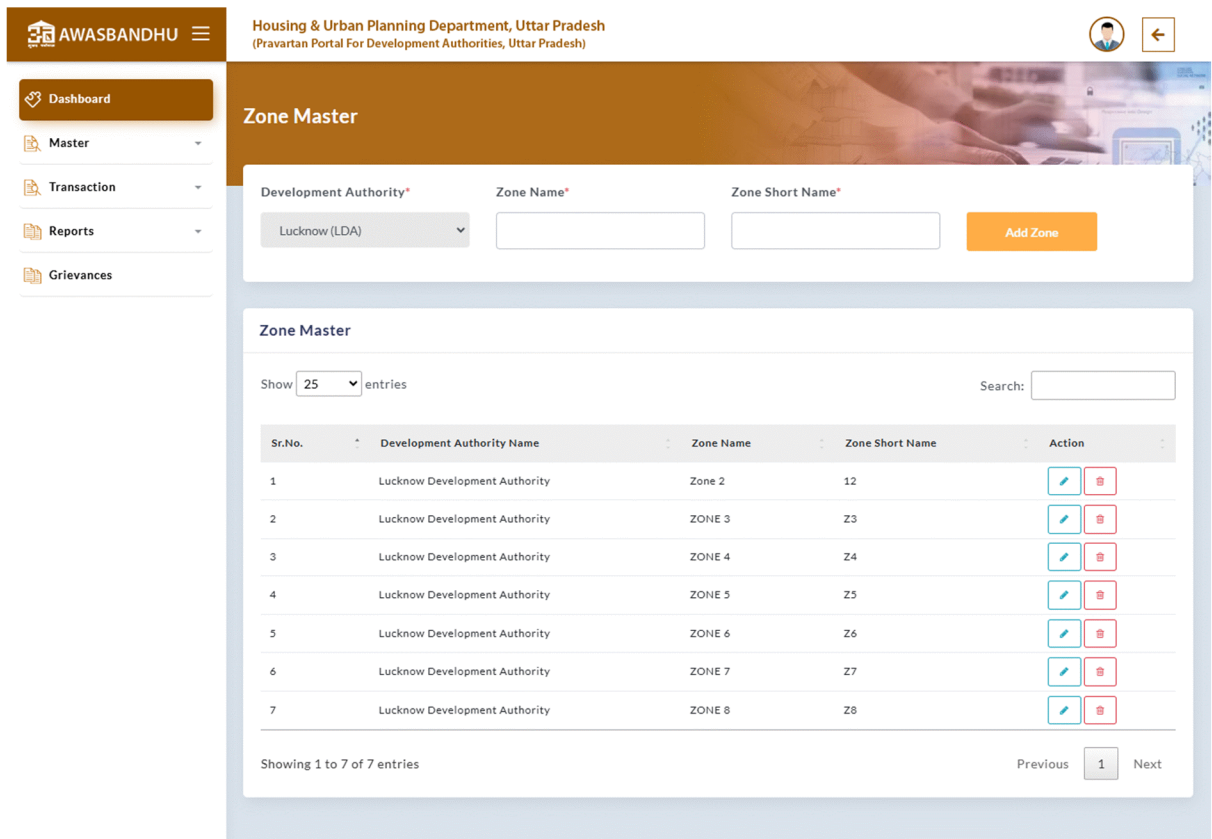 AWASBANDHU
Housing & Urban Planning Department, Uttar Pradesh
(Pravartan Portal For Development Authorities, Uttar Pradesh)
Dashboard
Master
Transaction
Reports
Grievances
Zone Master
Development Authority* Zone Name* Zone Short Name*
Lucknow (LDA) Add Zone
Zone Master
Show 25 entries Search:
Sr.No. Development Authority Name Zone Name Zone Short Name Action
1 Lucknow Development Authority Zone 2 12
2 Lucknow Development Authority ZONE 3 Z3
3 Lucknow Development Authority ZONE 4 Z4
4 Lucknow Development Authority ZONE 5 Z5
5 Lucknow Development Authority ZONE 6 Z6
6 Lucknow Development Authority ZONE 7 Z7
7 Lucknow Development Authority ZONE 8 Z8
Showing 1 to 7 of 7 entries Previous 1 Next